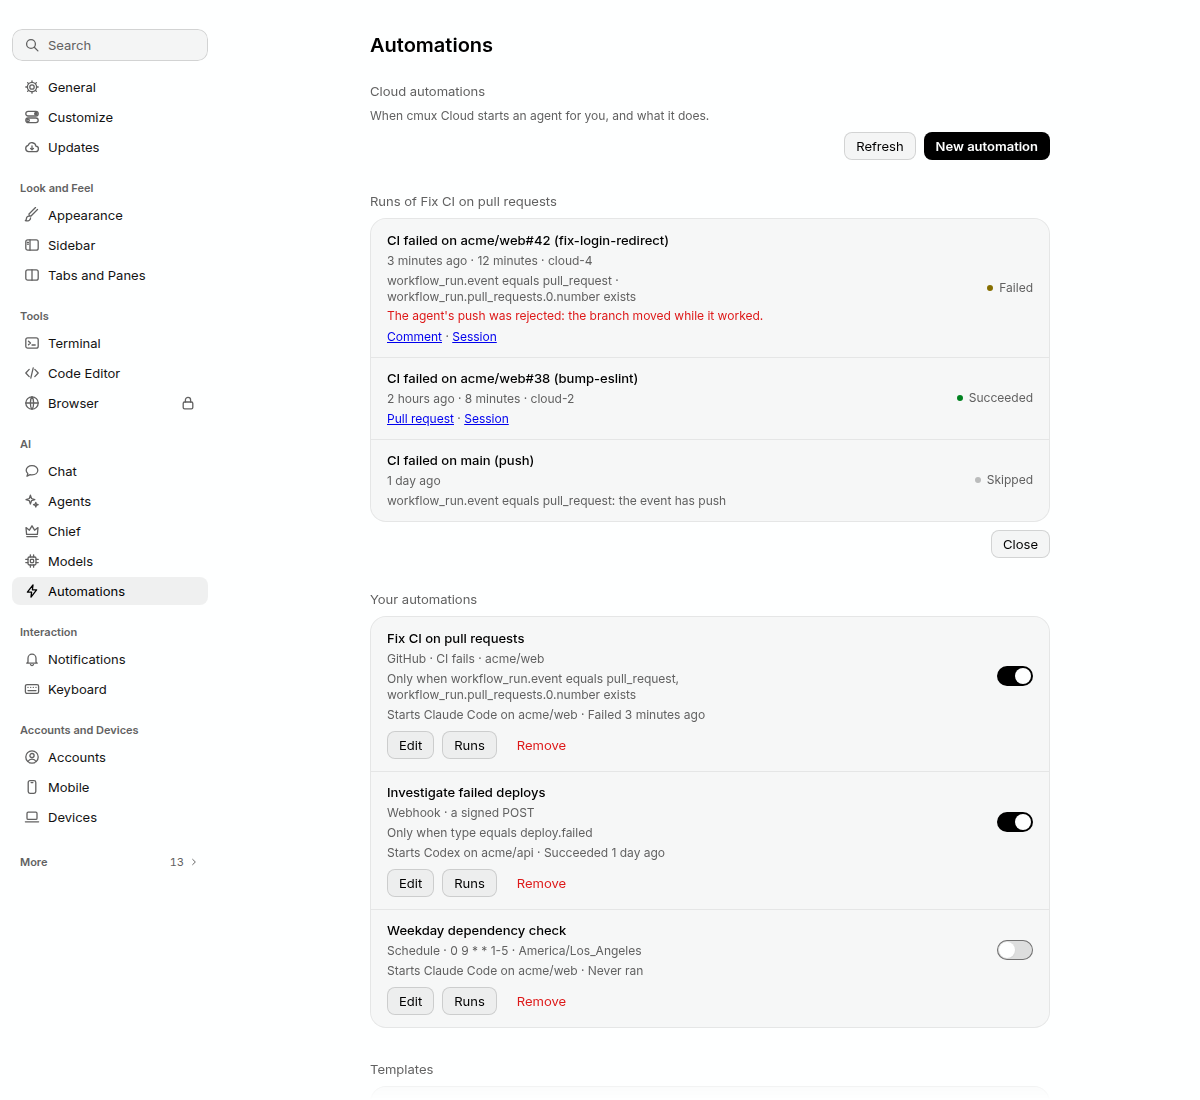 Search
General
Customize
Updates
Look and Feel
Appearance
Sidebar
Tabs and Panes
Tools
Terminal
Code Editor
Browser
AI
Chat
Agents
Chief
Models
Automations
Interaction
Notifications
Keyboard
Accounts and Devices
Accounts
Mobile
Devices
More 13
Automations
Cloud automations
When cmux Cloud starts an agent for you, and what it does.
Refresh New automation
Runs of Fix CI on pull requests
CI failed on acme/web#42 (fix-login-redirect)
3 minutes ago · 12 minutes · cloud-4
workflow_run.event equals pull_request ·
workflow_run.pull_requests.0.number exists
Failed
The agent's push was rejected: the branch moved while it worked.
Comment · Session
CI failed on acme/web#38 (bump-eslint)
2 hours ago · 8 minutes · cloud-2
Succeeded
Pull request · Session
CI failed on main (push)
1 day ago
Skipped
workflow_run.event equals pull_request: the event has push
Close
Your automations
Fix CI on pull requests
GitHub · CI fails · acme/web
Only when workflow_run.event equals pull_request,
workflow_run.pull_requests.0.number exists
Starts Claude Code on acme/web · Failed 3 minutes ago
Edit Runs Remove
Investigate failed deploys
Webhook · a signed POST
Only when type equals deploy.failed
Starts Codex on acme/api · Succeeded 1 day ago
Edit Runs Remove
Weekday dependency check
Schedule · 0 9 * * 1-5 · America/Los_Angeles
Starts Claude Code on acme/web · Never ran
Edit Runs Remove
Templates